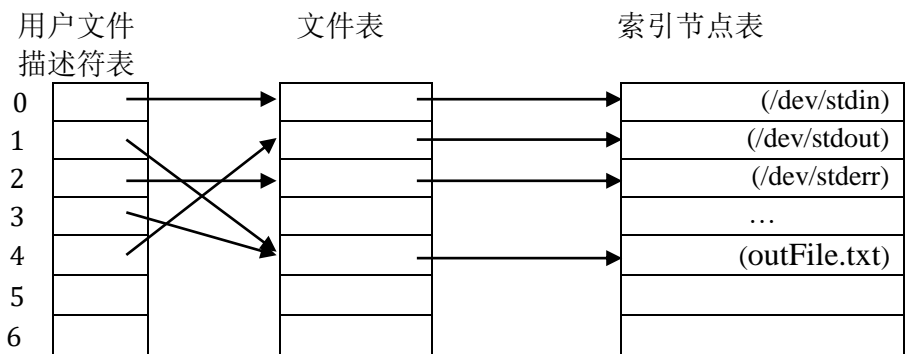 用户文件 文件表 索引节点表
描述符表
0 (/dev/stdin)
1 (/dev/stdout)
2 (/dev/stderr)
3 …
4 (outFile.txt)
5
6